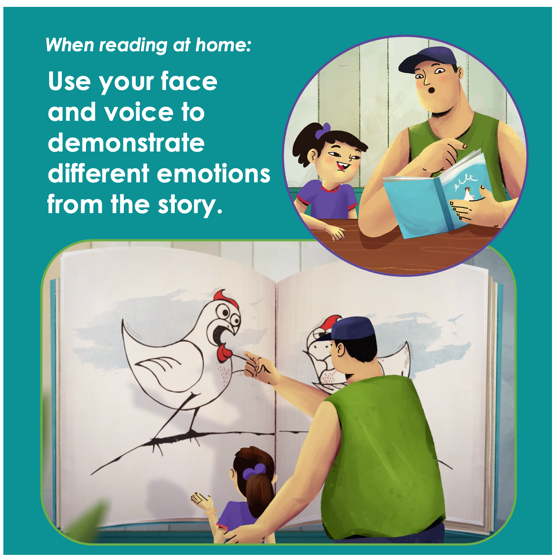 When reading at home:
Use your face
and voice to
demonstrate
different emotions
from the story.